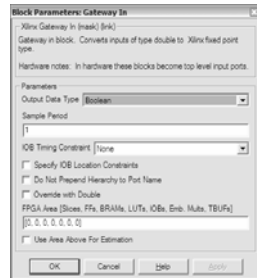 Block Parameters: Gateway In
Xilinx Gateway In (mask) (link)
Gateway in block. Converts inputs of type double to Xilinx fixed point
type.
Hardware notes: In hardware these blocks become top level input ports.
Parameters
Output Data Type Boolean
Sample Period
1
IOB Timing Constraint None
Specify IOB Location Constraints
Do Not Prepend Hierarchy to Port Name
Override with Double
FPGA Area [Slices, FFs, BRAMs, LUTs, IOBs, Emb. Mults, TBUFs]
[0, 0, 0, 0, 0, 0, 0]
Use Area Above For Estimation
OK Cancel Help Apply